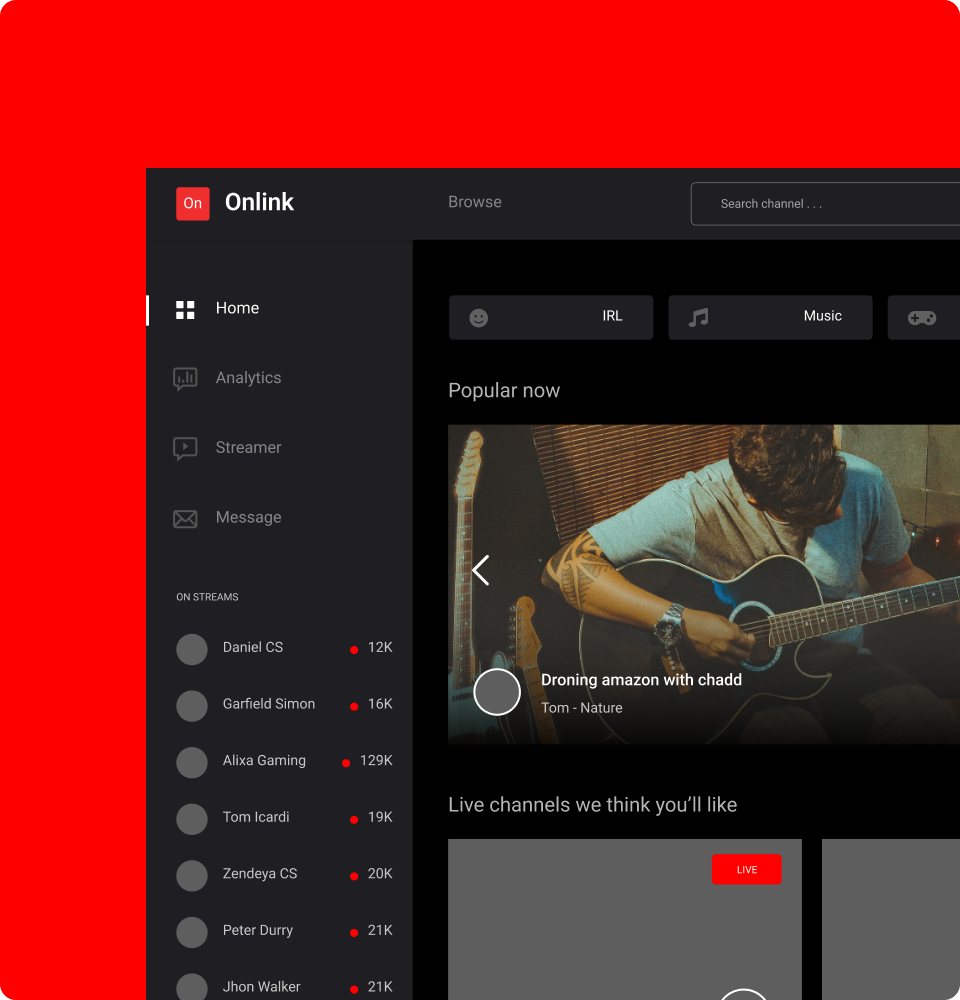 On
Onlink
Browse
Search channel . . .
Home
Analytics
Streamer
Message
ON STREAMS
Daniel CS 12K
Garfield Simon 16K
Alixa Gaming 129K
Tom Icardi 19K
Zendeya CS 20K
Peter Durry 21K
Jhon Walker 21K
IRL
Music
Popular now
Droning amazon with chadd
Tom - Nature
Live channels we think you’ll like
LIVE